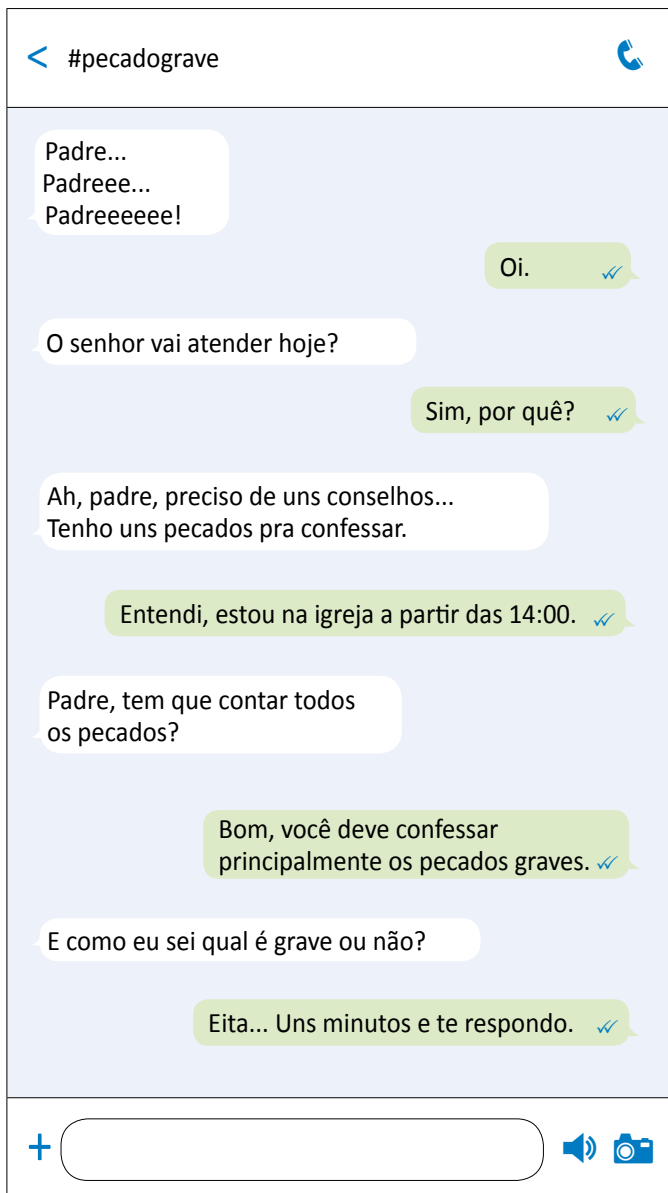 #pecadograve
Padre...
Padreee...
Padreeeeee!
Oi.
O senhor vai atender hoje?
Sim, por quê?
Ah, padre, preciso de uns conselhos...
Tenho uns pecados pra confessar.
Entendi, estou na igreja a partir das 14:00.
Padre, tem que contar todos
os pecados?
Bom, você deve confessar
principalmente os pecados graves.
E como eu sei qual é grave ou não?
Eita... Uns minutos e te respondo.